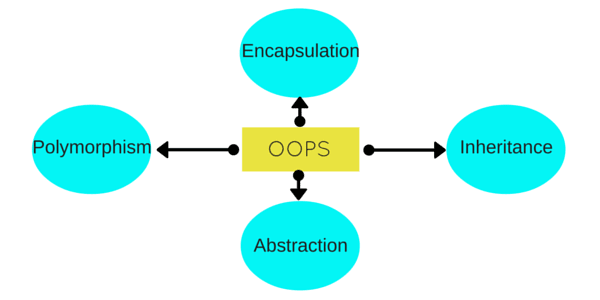 Encapsulation
Polymorphism
OOPS
Inheritance
Abstraction